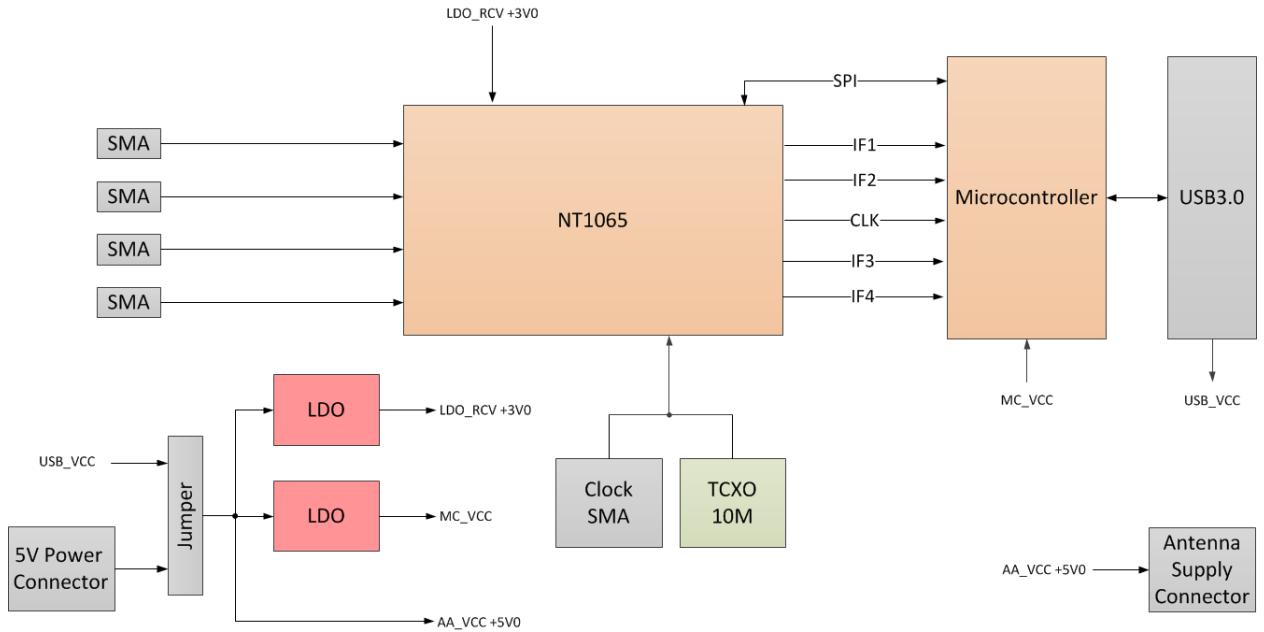 LDO_RCV +3V0
SPI
SMA
SMA
SMA
SMA
NT1065
IF1
IF2
CLK
IF3
IF4
Microcontroller
USB3.0
MC_VCC
USB_VCC
LDO
LDO_RCV +3V0
USB_VCC
Jumper
LDO
MC_VCC
5V Power
Connector
AA_VCC +5V0
Clock
SMA
TCXO
10M
AA_VCC +5V0
Antenna
Supply
Connector